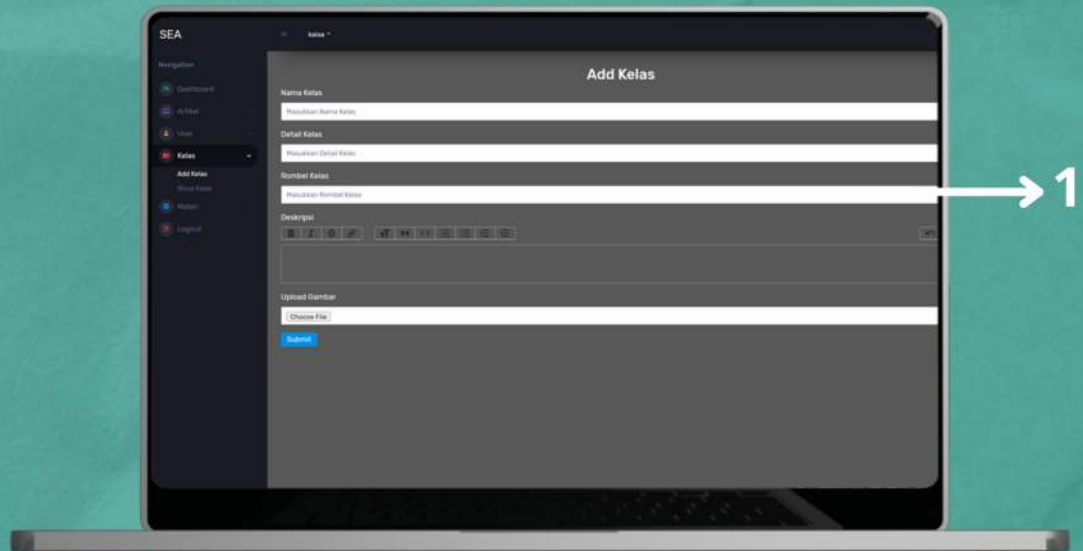 SEA
kelas
Navigation
Dashboard
Artikel
User
Kelas
Add Kelas
Show Kelas
Materi
Logout
Add Kelas
Nama Kelas
Masukkan Nama Kelas
Detail Kelas
Masukkan Detail Kelas
Rombel Kelas
Masukkan Rombel Kelas
1
Deskripsi
Upload Gambar
Choose File
Submit